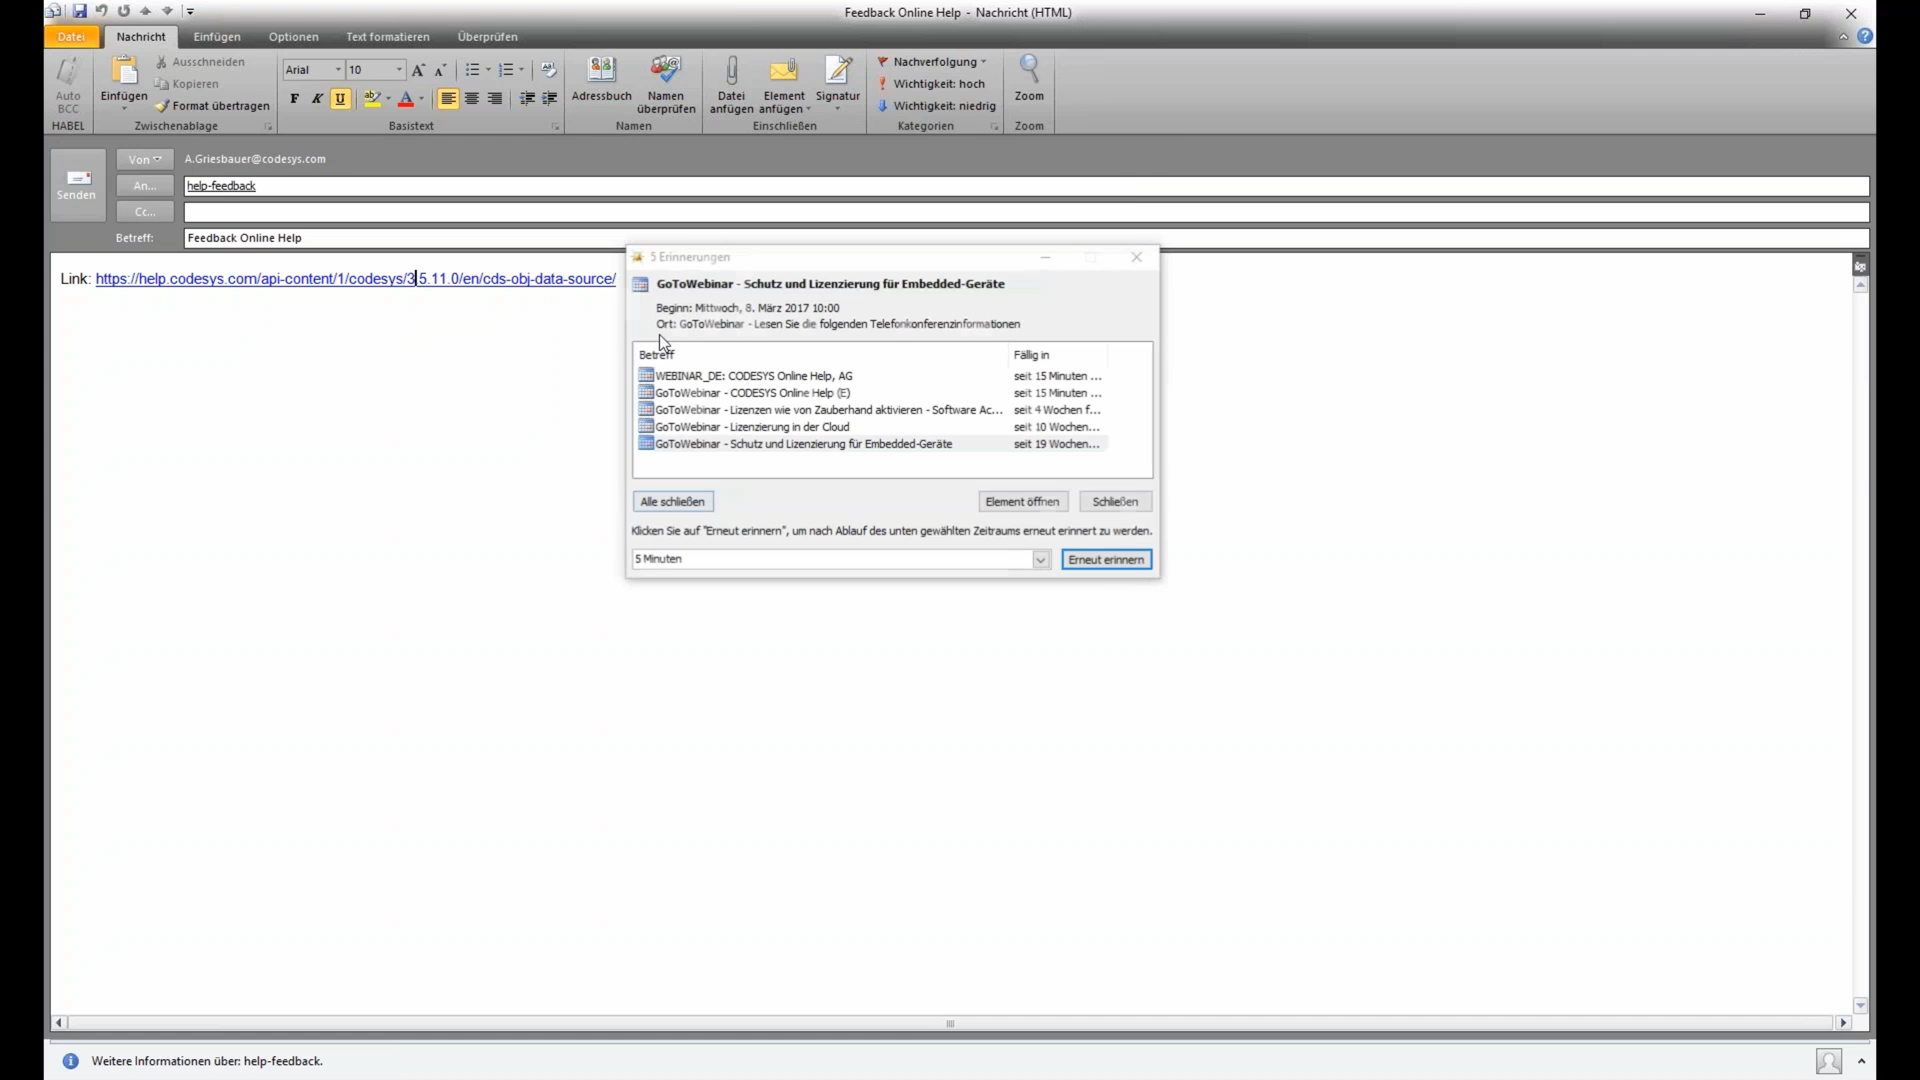 Feedback Online Help - Nachricht (HTML)
Datei Nachricht Einfügen Optionen Text formatieren Überprüfen
Auto BCC
HABEL
Einfügen
Ausschneiden
Kopieren
Format übertragen
Zwischenablage
Arial 10
F K U
Basistext
Adressbuch
Namen überprüfen
Namen
Datei anfügen
Element anfügen
Signatur
Einschließen
Nachverfolgung
Wichtigkeit: hoch
Wichtigkeit: niedrig
Kategorien
Zoom
Zoom
Senden
Von A.Griesbauer@codesys.com
An... help-feedback
Cc...
Betreff: Feedback Online Help
Link: https://help.codesys.com/api-content/1/codesys/3.5.11.0/en/cds-obj-data-source/
5 Erinnerungen
GoToWebinar - Schutz und Lizenzierung für Embedded-Geräte
Beginn: Mittwoch, 8. März 2017 10:00
Ort: GoToWebinar - Lesen Sie die folgenden Telefonkonferenzinformationen
Betreff Fällig in
WEBINAR_DE: CODESYS Online Help, AG seit 15 Minuten ...
GoToWebinar - CODESYS Online Help (E) seit 15 Minuten ...
GoToWebinar - Lizenzen wie von Zauberhand aktivieren - Software Ac... seit 4 Wochen f...
GoToWebinar - Lizenzierung in der Cloud seit 10 Wochen...
GoToWebinar - Schutz und Lizenzierung für Embedded-Geräte seit 19 Wochen...
Alle schließen Element öffnen Schließen
Klicken Sie auf "Erneut erinnern", um nach Ablauf des unten gewählten Zeitraums erneut erinnert zu werden.
5 Minuten Erneut erinnern
Weitere Informationen über: help-feedback.